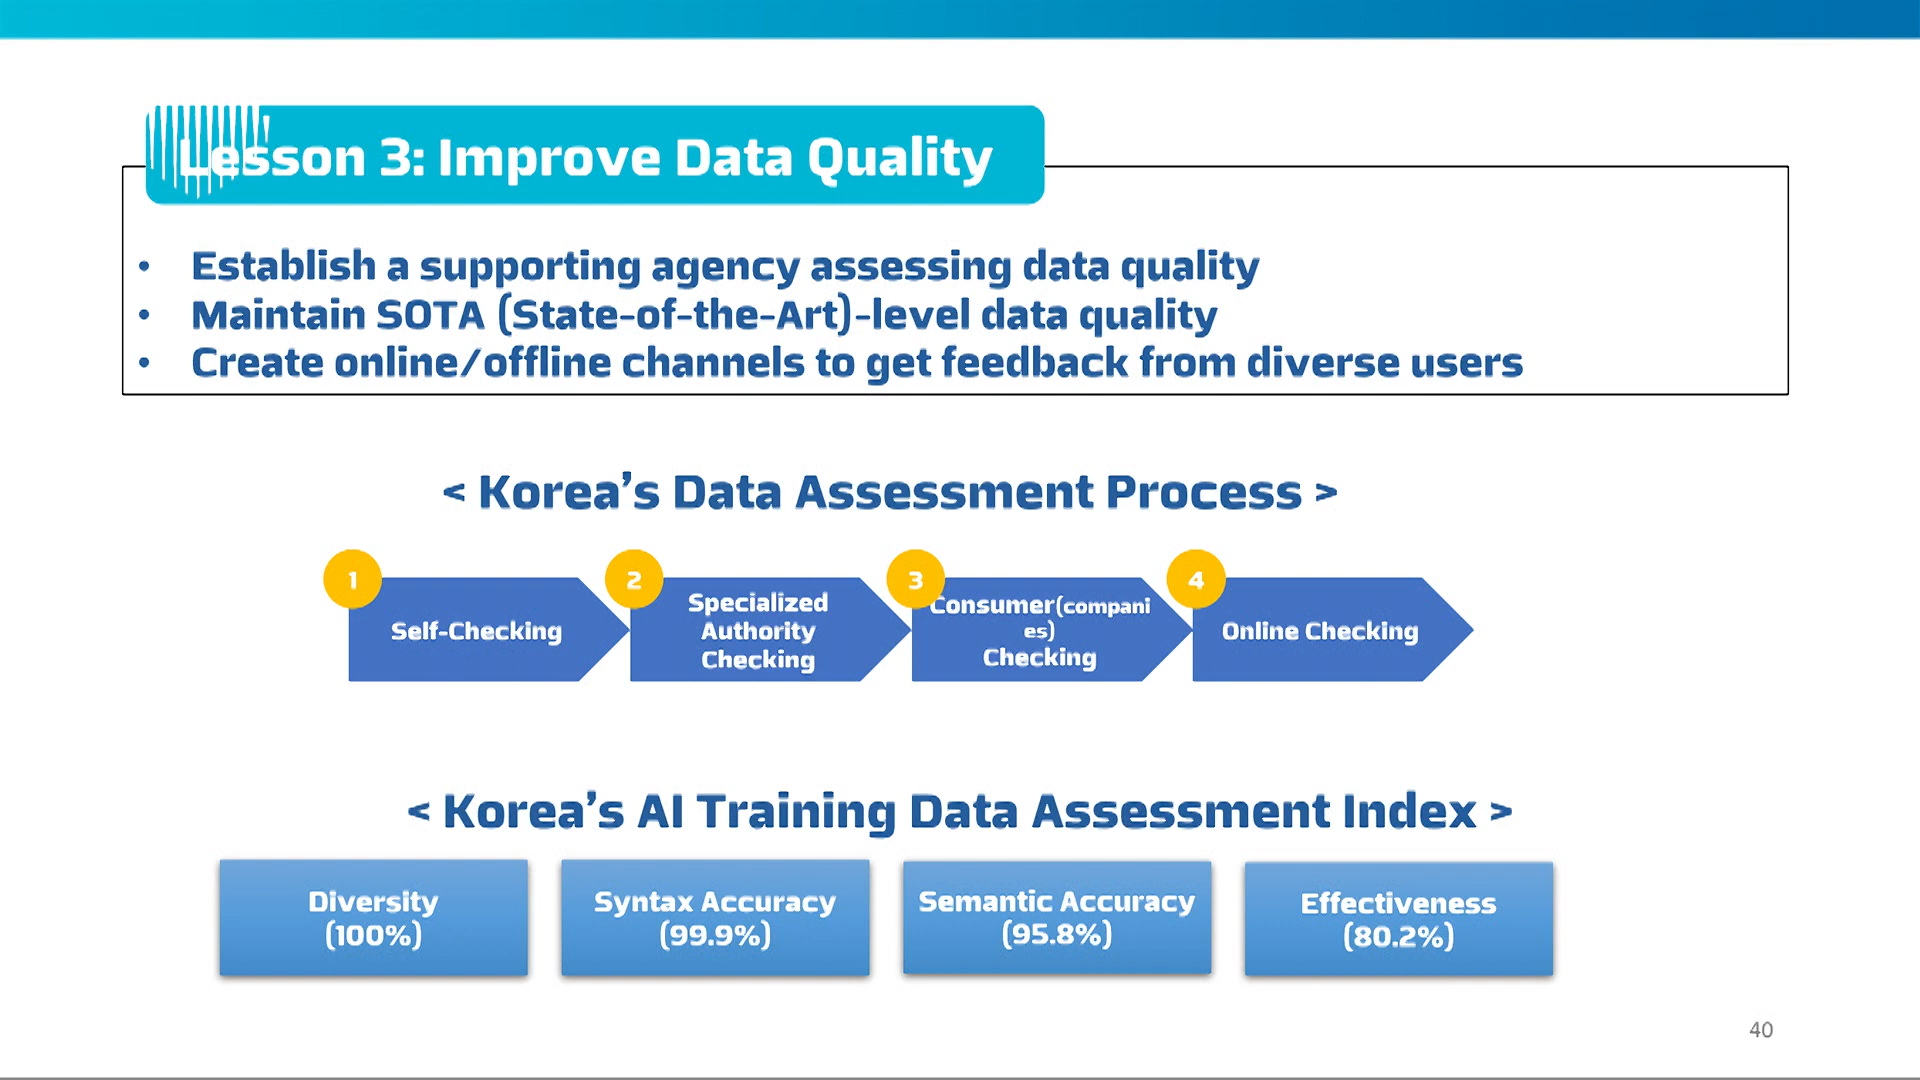 Lesson 3: Improve Data Quality
• Establish a supporting agency assessing data quality
• Maintain SOTA (State-of-the-Art)-level data quality
• Create online/offline channels to get feedback from diverse users
< Korea's Data Assessment Process >
1
Self-Checking
2
Specialized
Authority
Checking
3
Consumer(compani
es)
Checking
4
Online Checking
< Korea's AI Training Data Assessment Index >
Diversity
(100%)
Syntax Accuracy
(99.9%)
Semantic Accuracy
(95.8%)
Effectiveness
(80.2%)
40